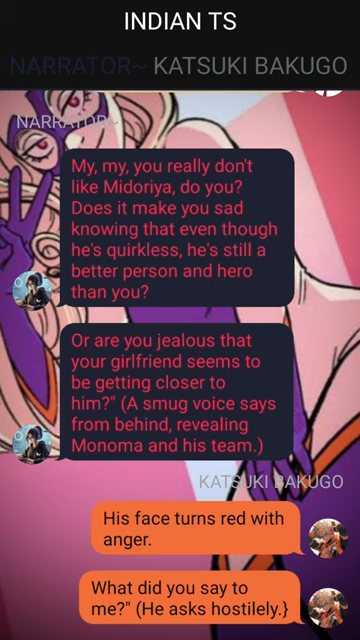 INDIAN TS
NARRATOR~ KATSUKI BAKUGO
NARRATOR~
My, my, you really don't
like Midoriya, do you?
Does it make you sad
knowing that even though
he's quirkless, he's still a
better person and hero
than you?
Or are you jealous that
your girlfriend seems to
be getting closer to
him?" (A smug voice says
from behind, revealing
Monoma and his team.)
KATSUKI BAKUGO
His face turns red with
anger.
What did you say to
me?" (He asks hostilely.}